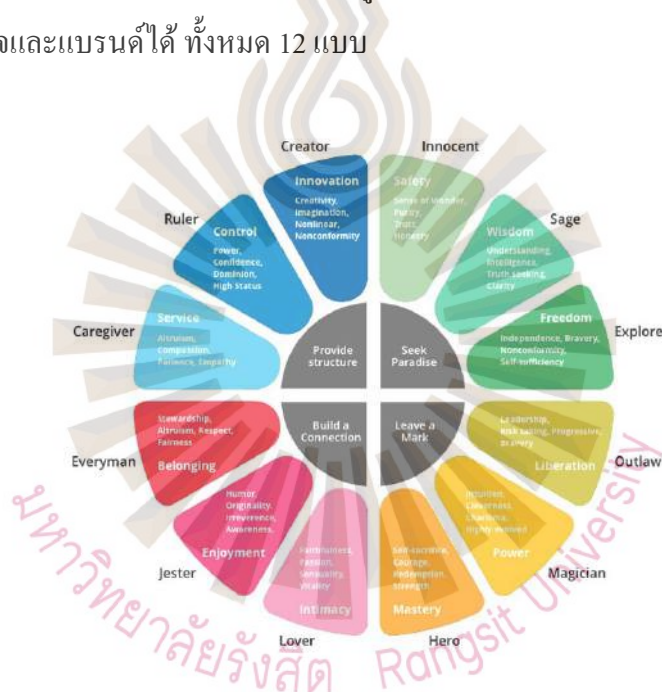 และแบรนด์ได้ ทั้งหมด 12 แบบ
Creator
Innocent
Innovation
Creativity,
Imagination,
Nonlinear,
Nonconformity
Safety
Sense of Wonder,
Purity,
Trust,
Honesty
Ruler
Control
Power,
Confidence,
Dominion,
High Status
Sage
Wisdom
Understanding,
Intelligence,
Truth seeking,
Clarity
Caregiver
Service
Altruism,
Compassion,
Patience, Empathy
Explore
Freedom
Independence, Bravery,
Nonconformity,
Self-sufficiency
Provide
structure
Seek
Paradise
Build a
Connection
Leave a
Mark
Everyman
Stewardship,
Altruism, Respect,
Fairness
Belonging
Outlaw
Leadership,
Risk taking, Progressive,
Bravery
Liberation
Jester
Humor,
Originality,
Irreverence,
Awareness,
Enjoyment
Magician
Intuition,
Cleverness,
Charisma,
Highly evolved
Power
Lover
Faithfulness,
Passion,
Sensuality,
Vitality
Intimacy
Hero
Self-sacrifice,
Courage,
Redemption,
strength
Mastery
มหาวิทยาลัยรังสิต Rangsit University